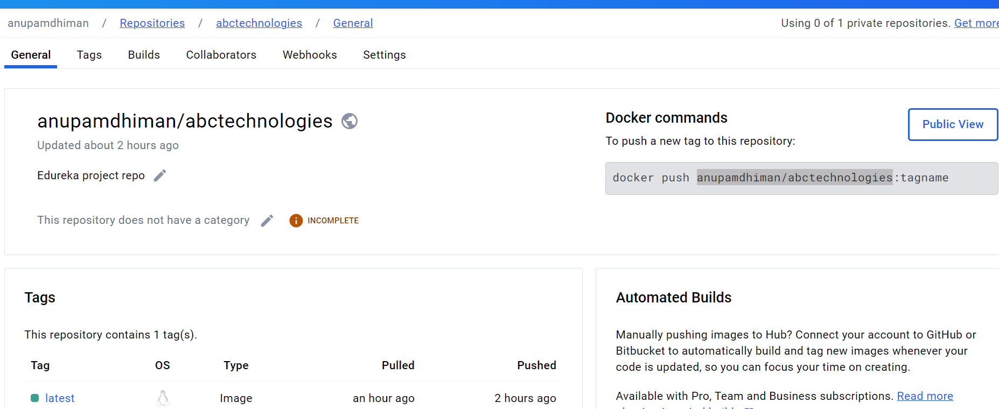 anupamdhiman / Repositories / abctechnologies / General
Using 0 of 1 private repositories. Get more
General Tags Builds Collaborators Webhooks Settings
anupamdhiman/abctechnologies
Updated about 2 hours ago
Edureka project repo
This repository does not have a category
INCOMPLETE
Docker commands
Public View
To push a new tag to this repository:
docker push anupamdhiman/abctechnologies:tagname
Tags
This repository contains 1 tag(s).
Tag OS Type Pulled Pushed
latest Image an hour ago 2 hours ago
Automated Builds
Manually pushing images to Hub? Connect your account to GitHub or
Bitbucket to automatically build and tag new images whenever your
code is updated, so you can focus your time on creating.
Available with Pro, Team and Business subscriptions. Read more